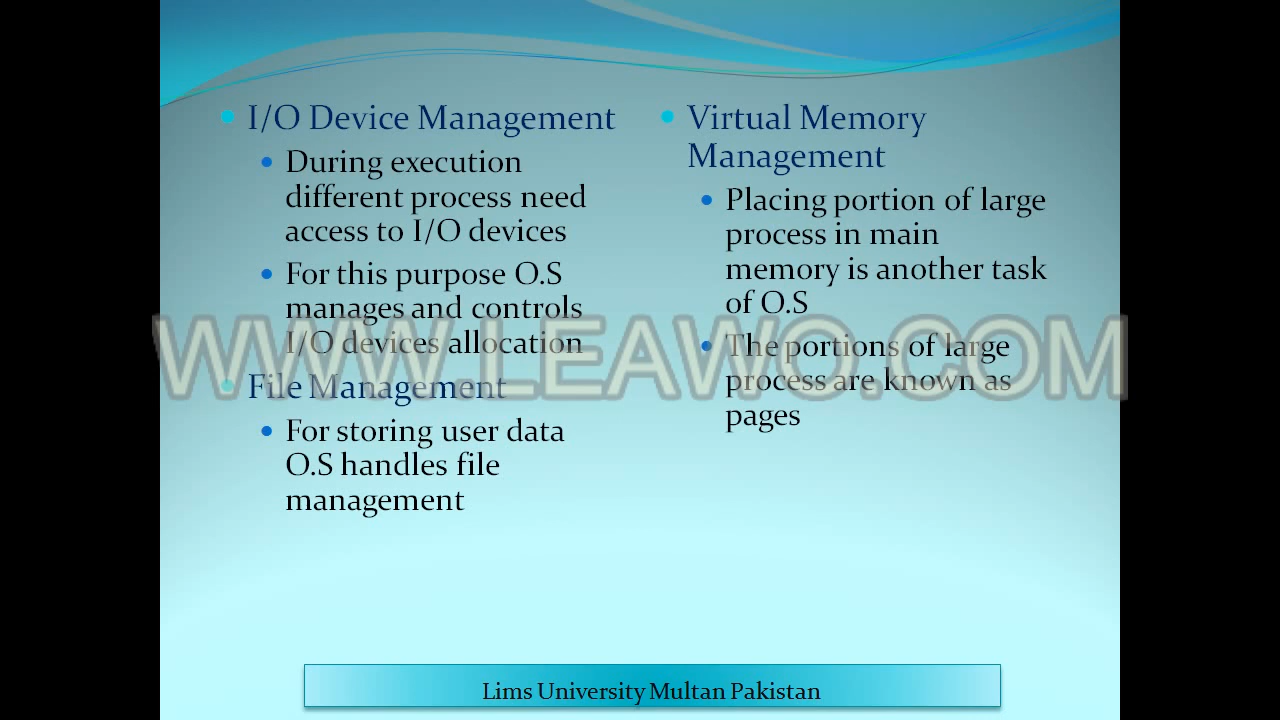 I/O Device Management
During execution
different process need
access to I/O devices
For this purpose O.S
manages and controls
I/O devices allocation
File Management
For storing user data
O.S handles file
management
Virtual Memory
Management
Placing portion of large
process in main
memory is another task
of O.S
The portions of large
process are known as
pages
WWW.LEAWO.COM
Lims University Multan Pakistan